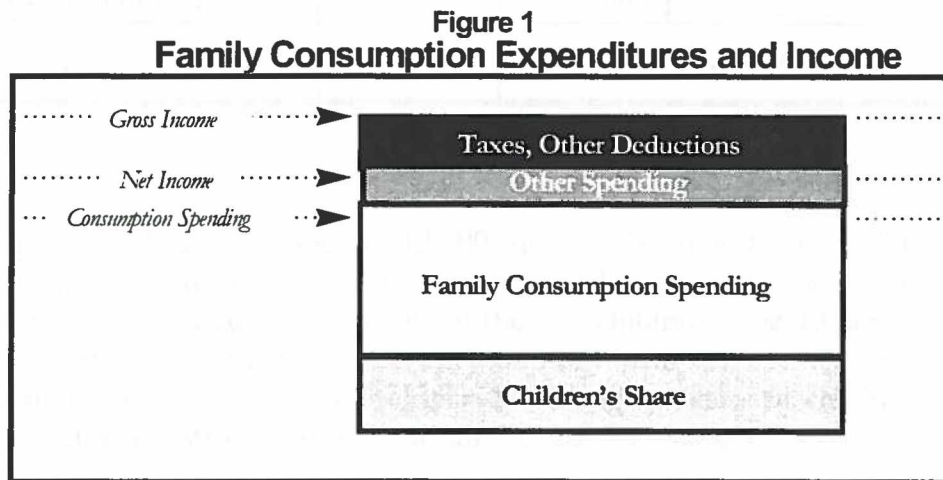 Figure 1
Family Consumption Expenditures and Income
Gross Income
Taxes, Other Deductions
Net Income
Other Spending
Consumption Spending
Family Consumption Spending
Children's Share